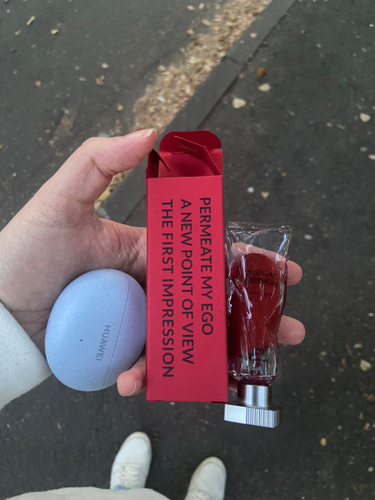 PERMEATE MY EGO
A NEW POINT OF VIEW
THE FIRST IMPRESSION
HUAWEI